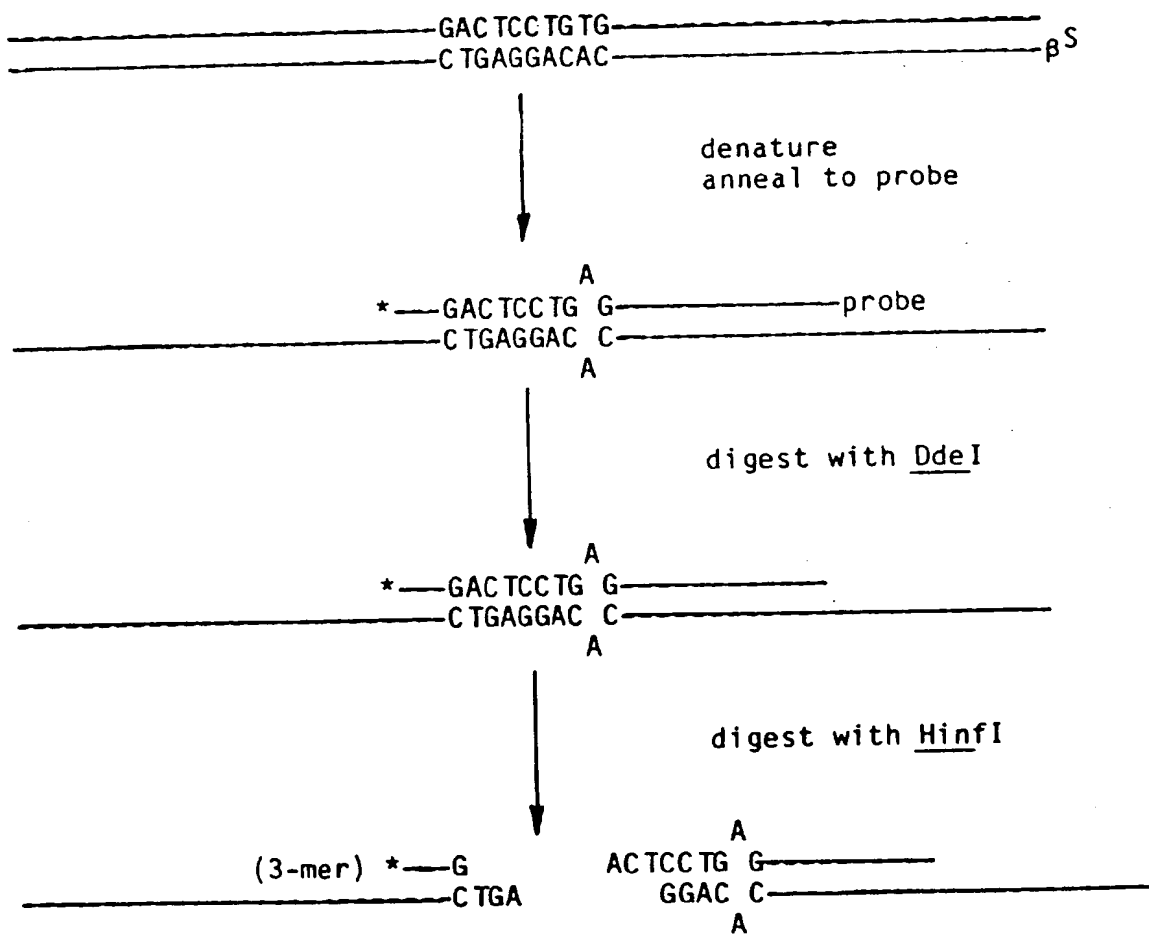 GACTCCTGTG
CTGAGGACAC
βS
denature
anneal to probe
A
*—GACTCCTG G—probe
CTGAGGAC C
A
digest with DdeI
A
*—GACTCCTG G
CTGAGGAC C
A
digest with HinfI
A
(3-mer) *—G ACTCCTG G
CTGA GGAC C
A